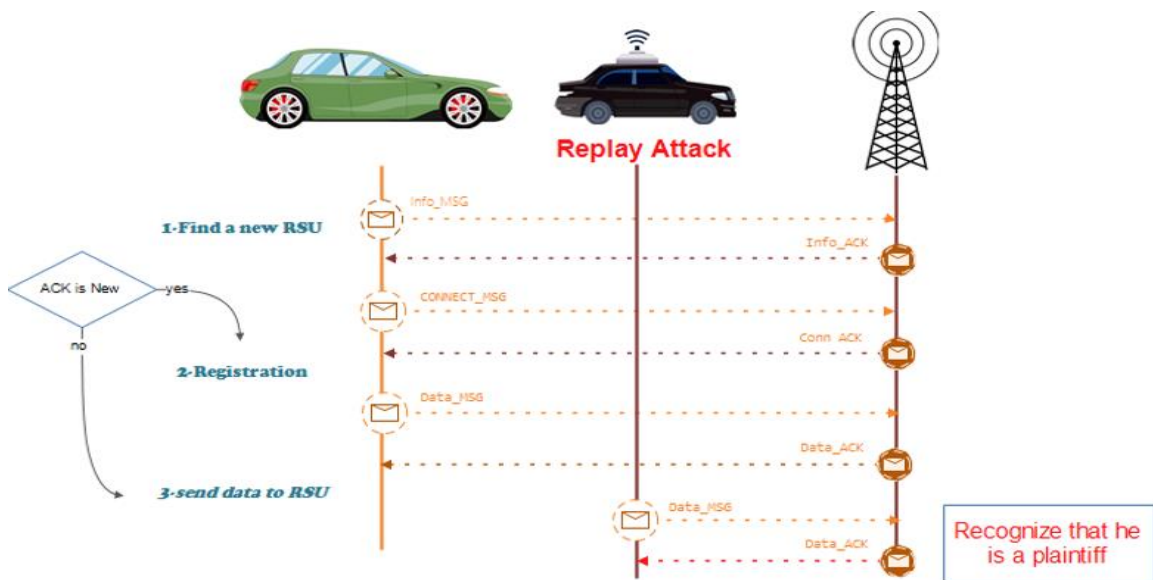 Replay Attack
Info_MSG
1-Find a new RSU
Info_ACK
ACK is New
yes
CONNECT_MSG
no
Conn ACK
2-Registration
Data_MSG
Data_ACK
3-send data to RSU
Data_MSG
Data_ACK
Recognize that he
is a plaintiff